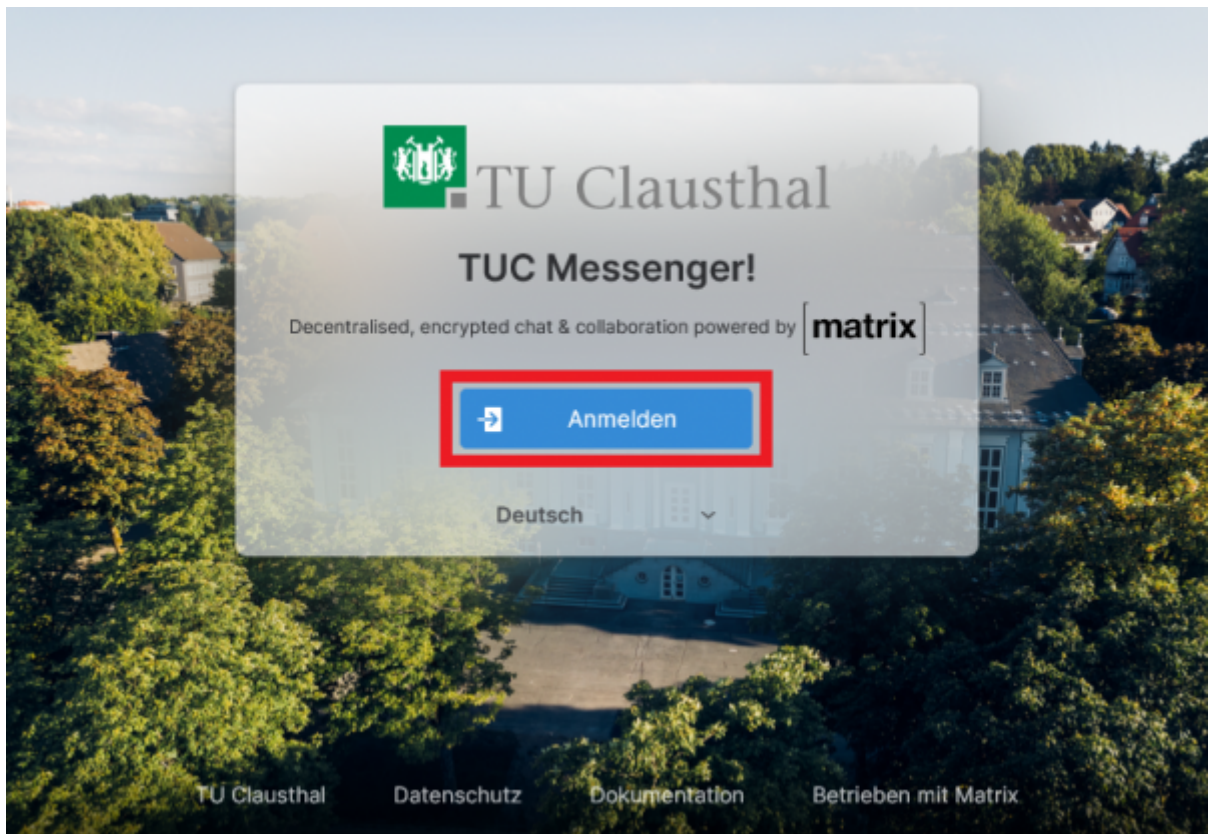 TU Clausthal
TUC Messenger!
Decentralised, encrypted chat & collaboration powered by [matrix]
Anmelden
Deutsch
TU Clausthal Datenschutz Dokumentation Betrieben mit Matrix